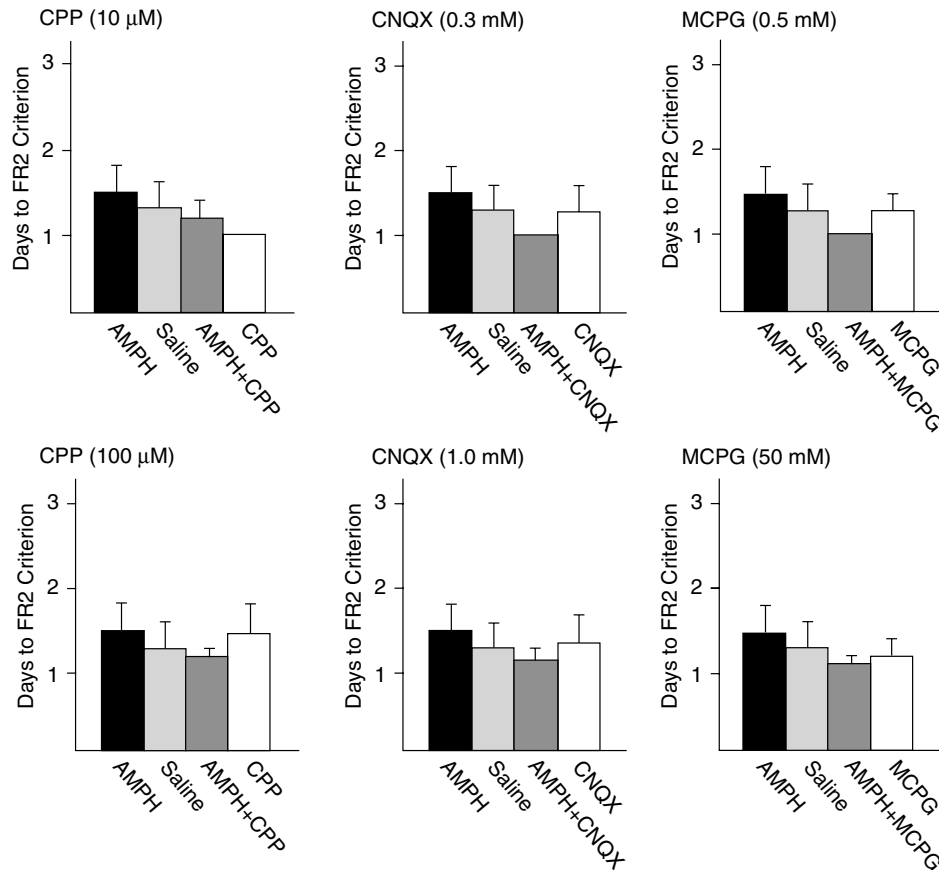 CPP (10 μM)
3
2
1
Days to FR2 Criterion
AMPH
Saline
AMPH+CPP
CPP
CNQX (0.3 mM)
3
2
1
Days to FR2 Criterion
AMPH
Saline
AMPH+CNQX
CNQX
MCPG (0.5 mM)
3
2
1
Days to FR2 Criterion
AMPH
Saline
AMPH+MCPG
MCPG
CPP (100 μM)
3
2
1
Days to FR2 Criterion
AMPH
Saline
AMPH+CPP
CPP
CNQX (1.0 mM)
3
2
1
Days to FR2 Criterion
AMPH
Saline
AMPH+CNQX
CNQX
MCPG (50 mM)
3
2
1
Days to FR2 Criterion
AMPH
Saline
AMPH+MCPG
MCPG